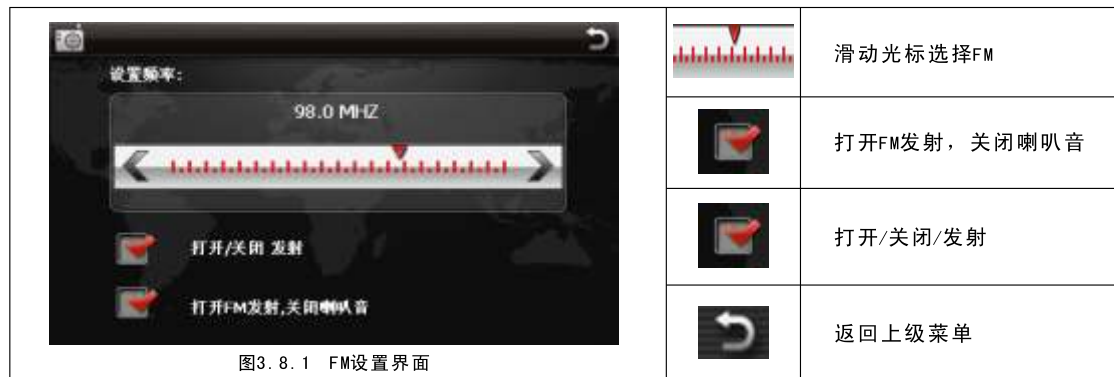 设置频率:
98.0 MHZ
打开/关闭 发射
打开FM发射,关闭喇叭音
图3.8.1 FM设置界面
滑动光标选择FM
打开FM发射，关闭喇叭音
打开/关闭/发射
返回上级菜单